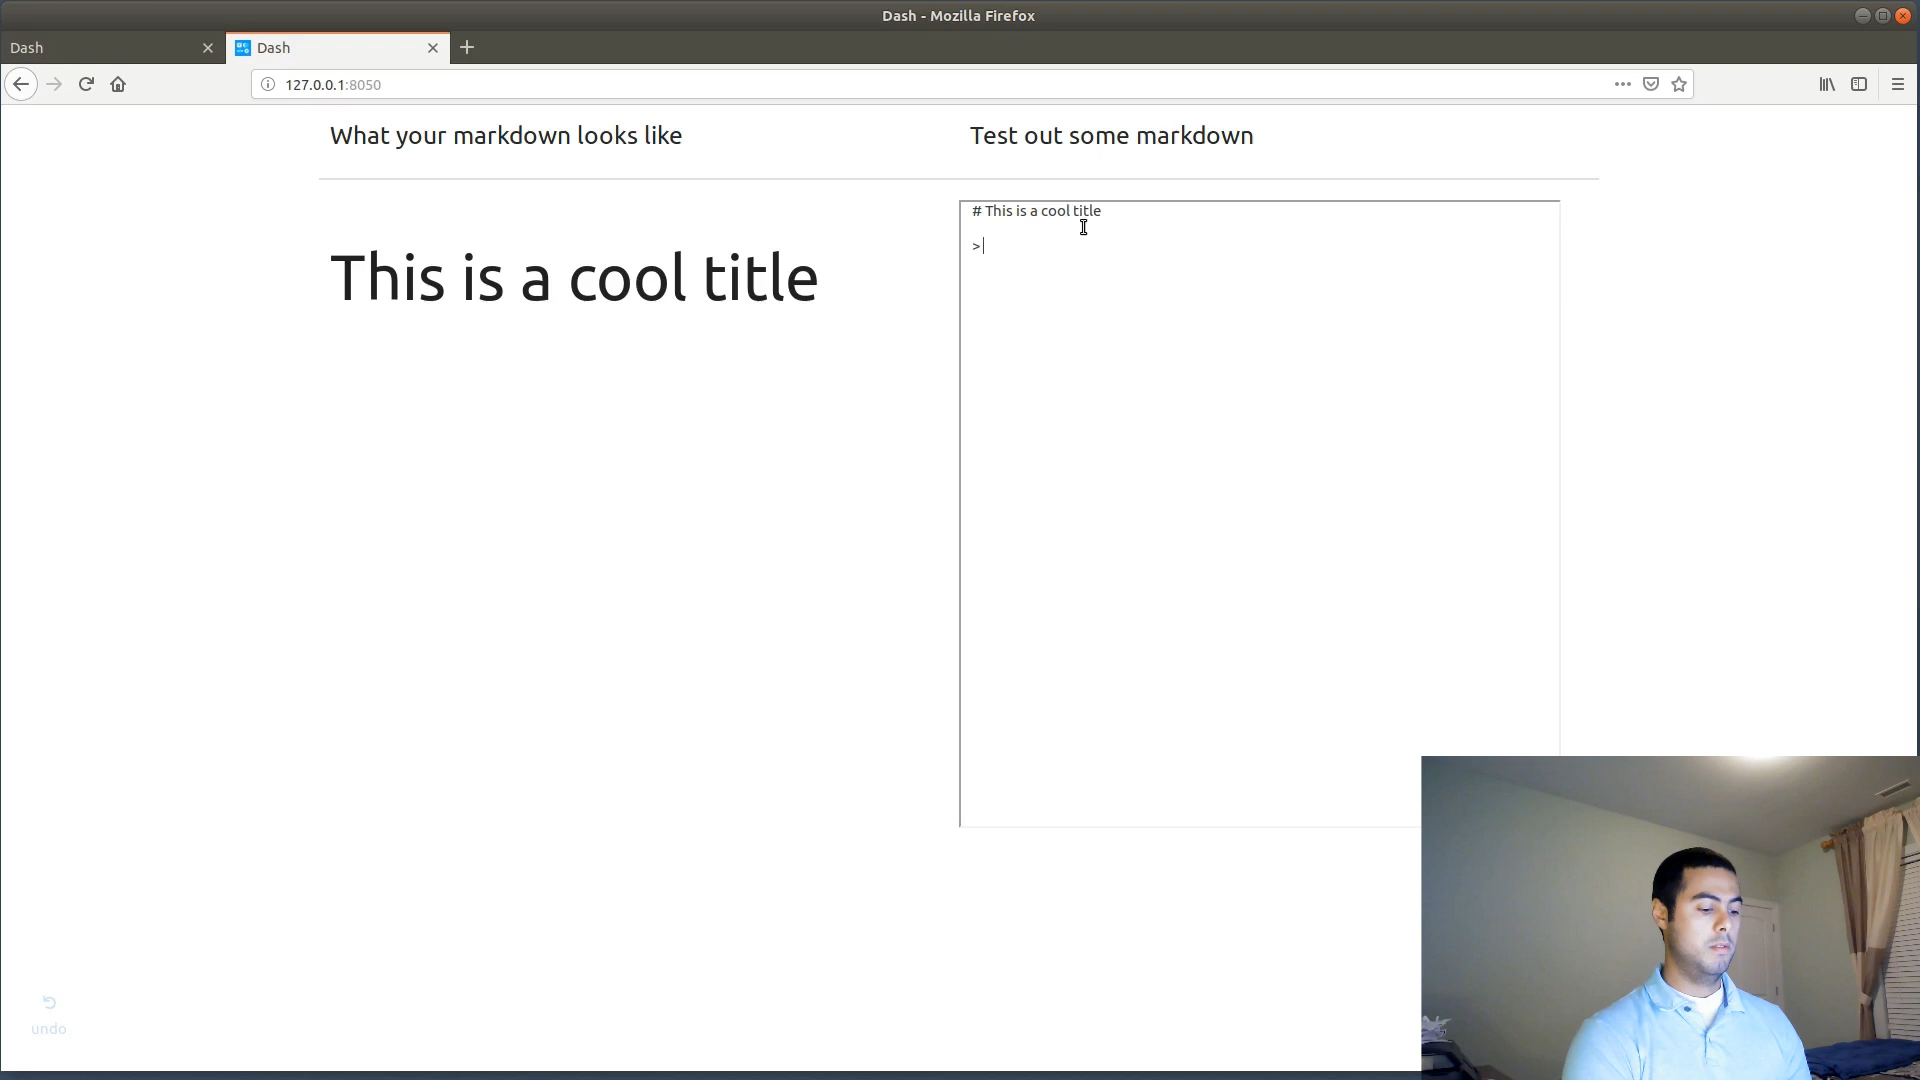 Dash - Mozilla Firefox
Dash
Dash
127.0.0.1:8050
What your markdown looks like
Test out some markdown
# This is a cool title
>
This is a cool title
undo